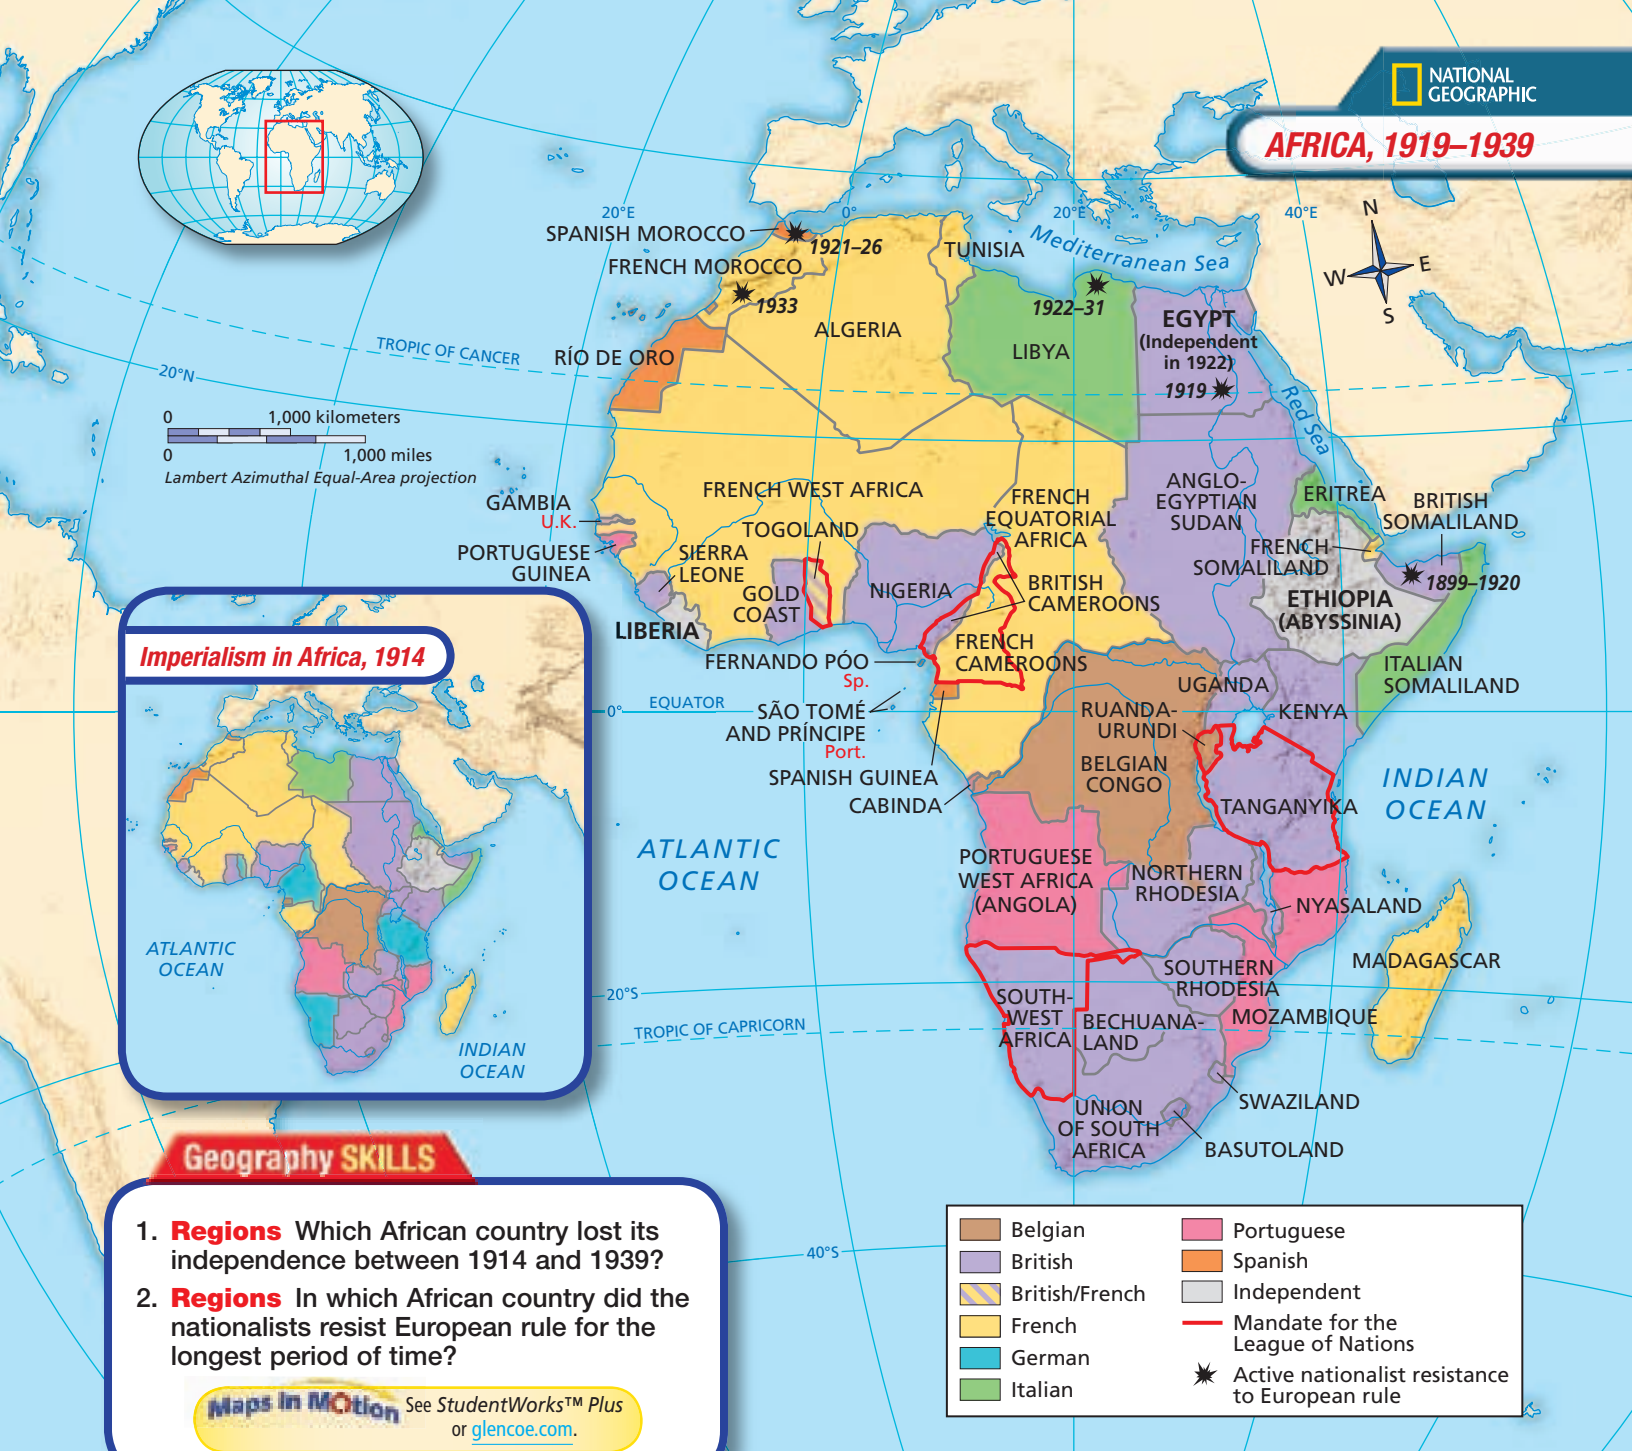 NATIONAL
GEOGRAPHIC
AFRICA, 1919–1939
N
W
E
S
20°E
0°
20°E
40°E
SPANISH MOROCCO
1921–26
FRENCH MOROCCO
1933
TUNISIA
Mediterranean Sea
1922–31
ALGERIA
LIBYA
EGYPT
(Independent
in 1922)
1919
RÍO DE ORO
TROPIC OF CANCER
20°N
Red Sea
0
1,000 kilometers
0
1,000 miles
Lambert Azimuthal Equal-Area projection
GAMBIA
U.K.
PORTUGUESE
GUINEA
FRENCH WEST AFRICA
TOGOLAND
SIERRA
LEONE
GOLD
COAST
LIBERIA
NIGERIA
FRENCH
EQUATORIAL
AFRICA
ANGLO-
EGYPTIAN
SUDAN
ERITREA
BRITISH
SOMALILAND
FRENCH
SOMALILAND
1899–1920
ETHIOPIA
(ABYSSINIA)
BRITISH
CAMEROONS
FRENCH
CAMEROONS
FERNANDO PÓO
Sp.
ITALIAN
SOMALILAND
UGANDA
KENYA
EQUATOR
0°
SÃO TOMÉ
AND PRÍNCIPE
Port.
RUANDA-
URUNDI
SPANISH GUINEA
CABINDA
BELGIAN
CONGO
TANGANYIKA
INDIAN
OCEAN
ATLANTIC
OCEAN
PORTUGUESE
WEST AFRICA
(ANGOLA)
NORTHERN
RHODESIA
NYASALAND
MADAGASCAR
SOUTHERN
RHODESIA
MOZAMBIQUE
SOUTH-
WEST
AFRICA
BECHUANA-
LAND
20°S
TROPIC OF CAPRICORN
SWAZILAND
UNION
OF SOUTH
AFRICA
BASUTOLAND
40°S
Imperialism in Africa, 1914
ATLANTIC
OCEAN
INDIAN
OCEAN
Geography SKILLS
1. Regions Which African country lost its
independence between 1914 and 1939?
2. Regions In which African country did the
nationalists resist European rule for the
longest period of time?
Maps In MOtion See StudentWorks™ Plus
or glencoe.com.
Belgian
British
British/French
French
German
Italian
Portuguese
Spanish
Independent
Mandate for the
League of Nations
Active nationalist resistance
to European rule